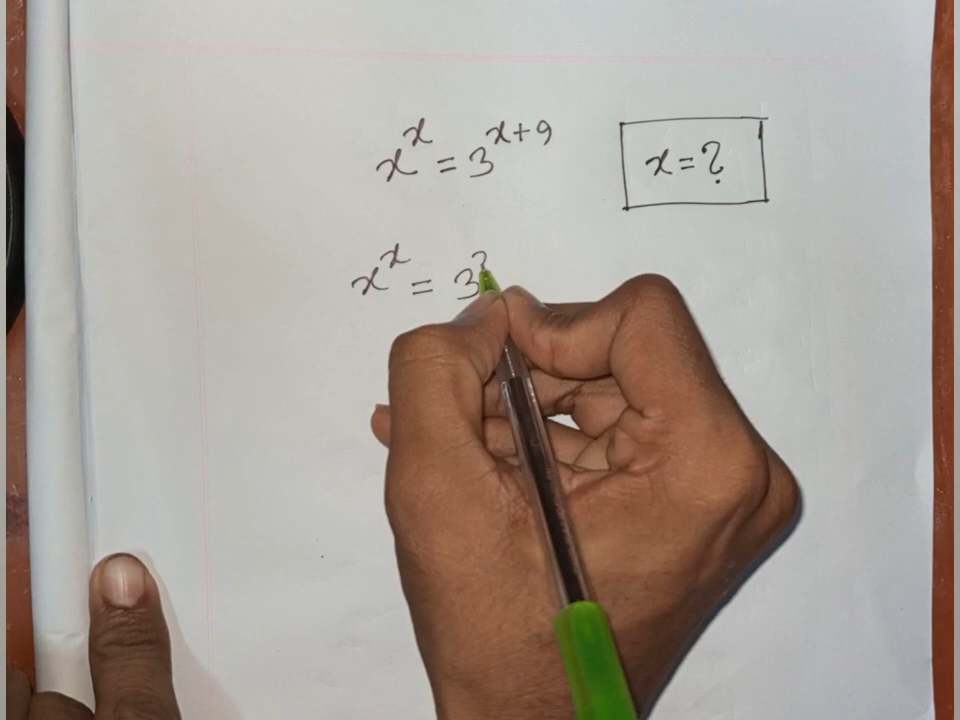 x^x = 3^{x+9}
x = ?
x^x = 3